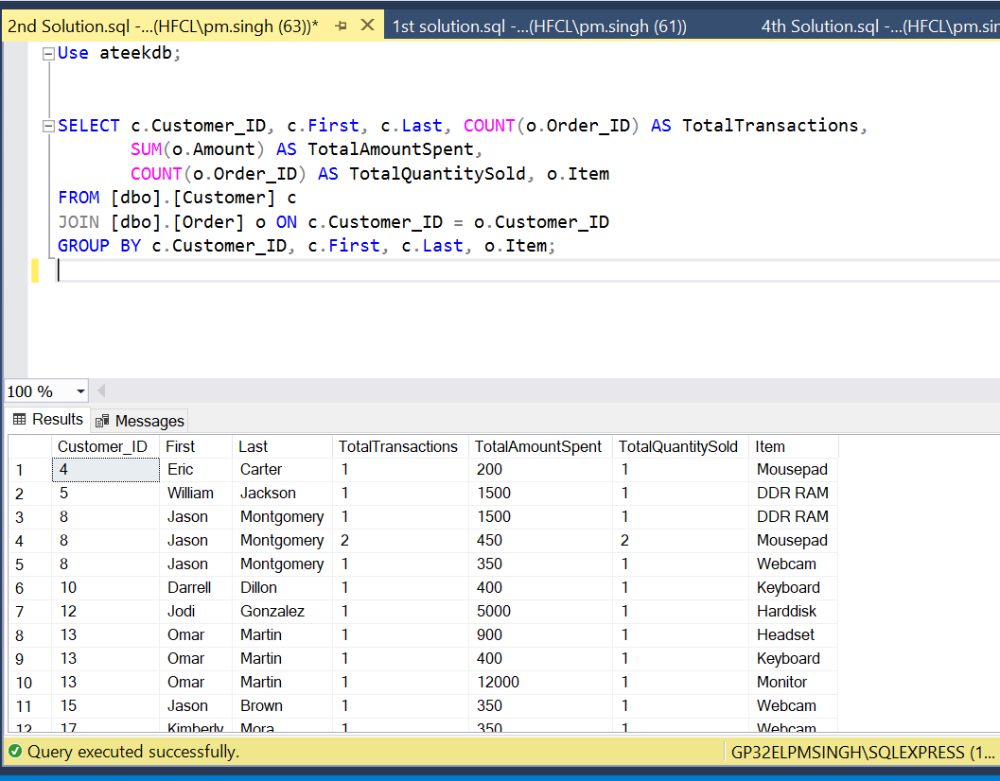 2nd Solution.sql -...(HFCL\pm.singh (63))* 1st solution.sql -...(HFCL\pm.singh (61)) 4th Solution.sql -...(HFCL\pm.sin
Use ateekdb;
SELECT c.Customer_ID, c.First, c.Last, COUNT(o.Order_ID) AS TotalTransactions,
SUM(o.Amount) AS TotalAmountSpent,
COUNT(o.Order_ID) AS TotalQuantitySold, o.Item
FROM [dbo].[Customer] c
JOIN [dbo].[Order] o ON c.Customer_ID = o.Customer_ID
GROUP BY c.Customer_ID, c.First, c.Last, o.Item;
100 %
Results Messages
Customer_ID First Last TotalTransactions TotalAmountSpent TotalQuantitySold Item
1 4 Eric Carter 1 200 1 Mousepad
2 5 William Jackson 1 1500 1 DDR RAM
3 8 Jason Montgomery 1 1500 1 DDR RAM
4 8 Jason Montgomery 2 450 2 Mousepad
5 8 Jason Montgomery 1 350 1 Webcam
6 10 Darrell Dillon 1 400 1 Keyboard
7 12 Jodi Gonzalez 1 5000 1 Harddisk
8 13 Omar Martin 1 900 1 Headset
9 13 Omar Martin 1 400 1 Keyboard
10 13 Omar Martin 1 12000 1 Monitor
11 15 Jason Brown 1 350 1 Webcam
12 17 Kimberly Mora 1 350 1 Webcam
Query executed successfully. GP32ELPMSINGH\SQLEXPRESS (1...